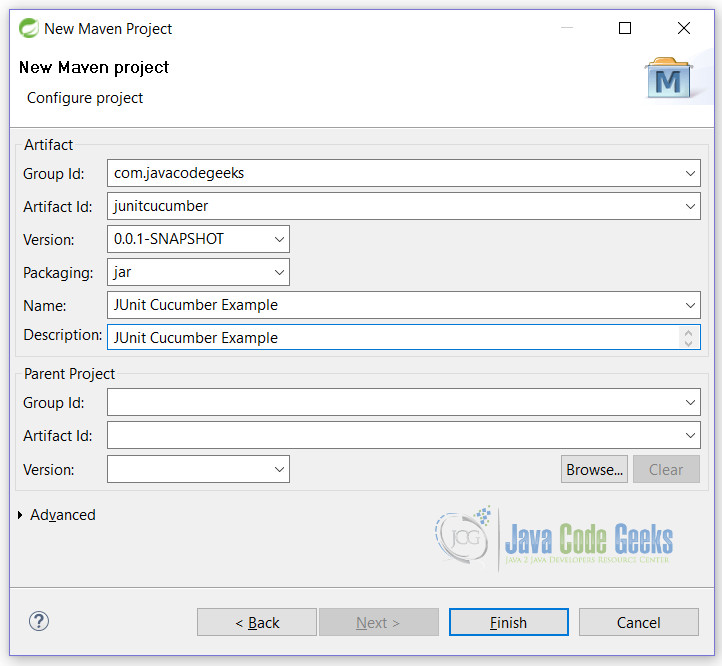 New Maven Project
New Maven project
Configure project
M
Artifact
Group Id: com.javacodegeeks
Artifact Id: junitcucumber
Version: 0.0.1-SNAPSHOT
Packaging: jar
Name: JUnit Cucumber Example
Description: JUnit Cucumber Example
Parent Project
Group Id:
Artifact Id:
Version: Browse... Clear
Advanced
JCG Java Code Geeks
JAVA 2 JAVA DEVELOPERS RESOURCE CENTER
? < Back Next > Finish Cancel